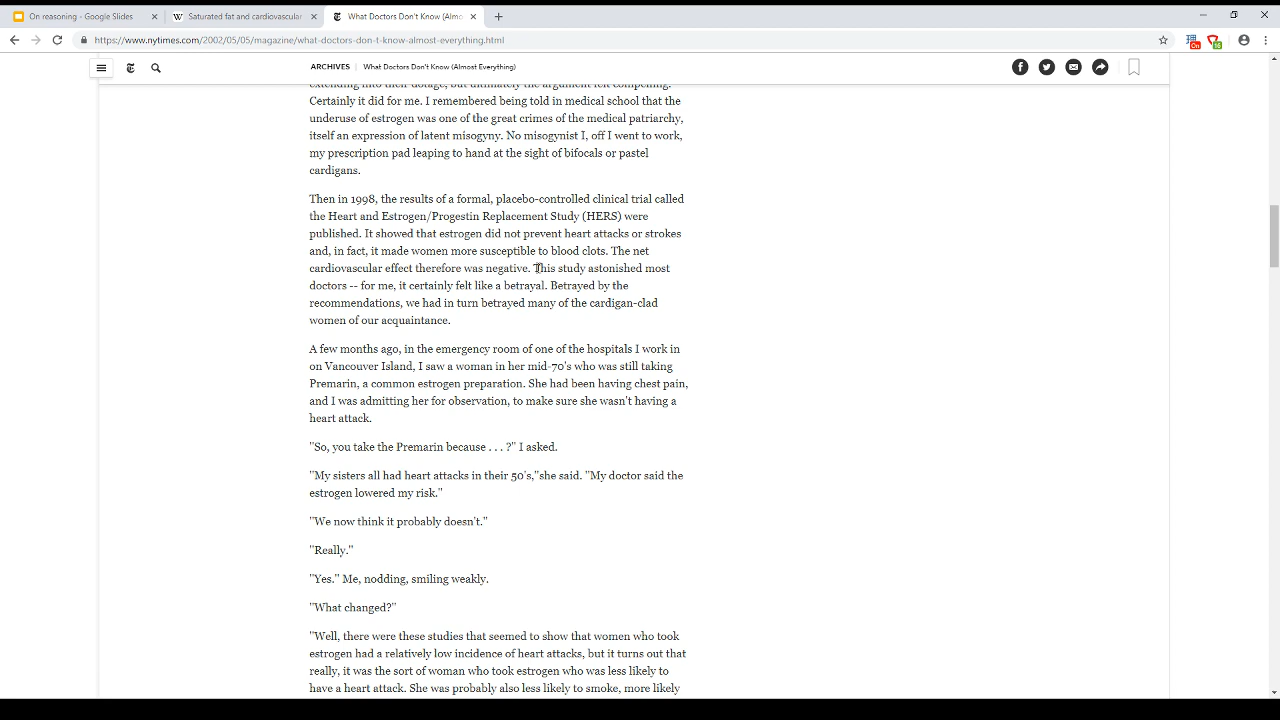 On reasoning - Google Slides
Saturated fat and cardiovascular
What Doctors Don't Know (Almo
https://www.nytimes.com/2002/05/05/magazine/what-doctors-don-t-know-almost-everything.html
On
ARCHIVES | What Doctors Don't Know (Almost Everything)
extending into their dotage, but ultimately the argument felt compelling.
Certainly it did for me. I remembered being told in medical school that the
underuse of estrogen was one of the great crimes of the medical patriarchy,
itself an expression of latent misogyny. No misogynist I, off I went to work,
my prescription pad leaping to hand at the sight of bifocals or pastel
cardigans.
Then in 1998, the results of a formal, placebo-controlled clinical trial called
the Heart and Estrogen/Progestin Replacement Study (HERS) were
published. It showed that estrogen did not prevent heart attacks or strokes
and, in fact, it made women more susceptible to blood clots. The net
cardiovascular effect therefore was negative. This study astonished most
doctors -- for me, it certainly felt like a betrayal. Betrayed by the
recommendations, we had in turn betrayed many of the cardigan-clad
women of our acquaintance.
A few months ago, in the emergency room of one of the hospitals I work in
on Vancouver Island, I saw a woman in her mid-70's who was still taking
Premarin, a common estrogen preparation. She had been having chest pain,
and I was admitting her for observation, to make sure she wasn't having a
heart attack.
"So, you take the Premarin because . . . ?" I asked.
"My sisters all had heart attacks in their 50's,"she said. "My doctor said the
estrogen lowered my risk."
"We now think it probably doesn't."
"Really."
"Yes." Me, nodding, smiling weakly.
"What changed?"
"Well, there were these studies that seemed to show that women who took
estrogen had a relatively low incidence of heart attacks, but it turns out that
really, it was the sort of woman who took estrogen who was less likely to
have a heart attack. She was probably also less likely to smoke, more likely